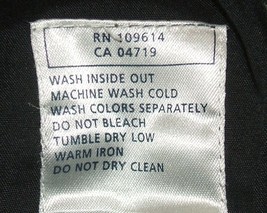 RN 109614
CA 04719
WASH INSIDE OUT
MACHINE WASH COLD
WASH COLORS SEPARATELY
DO NOT BLEACH
TUMBLE DRY LOW
WARM IRON
DO NOT DRY CLEAN